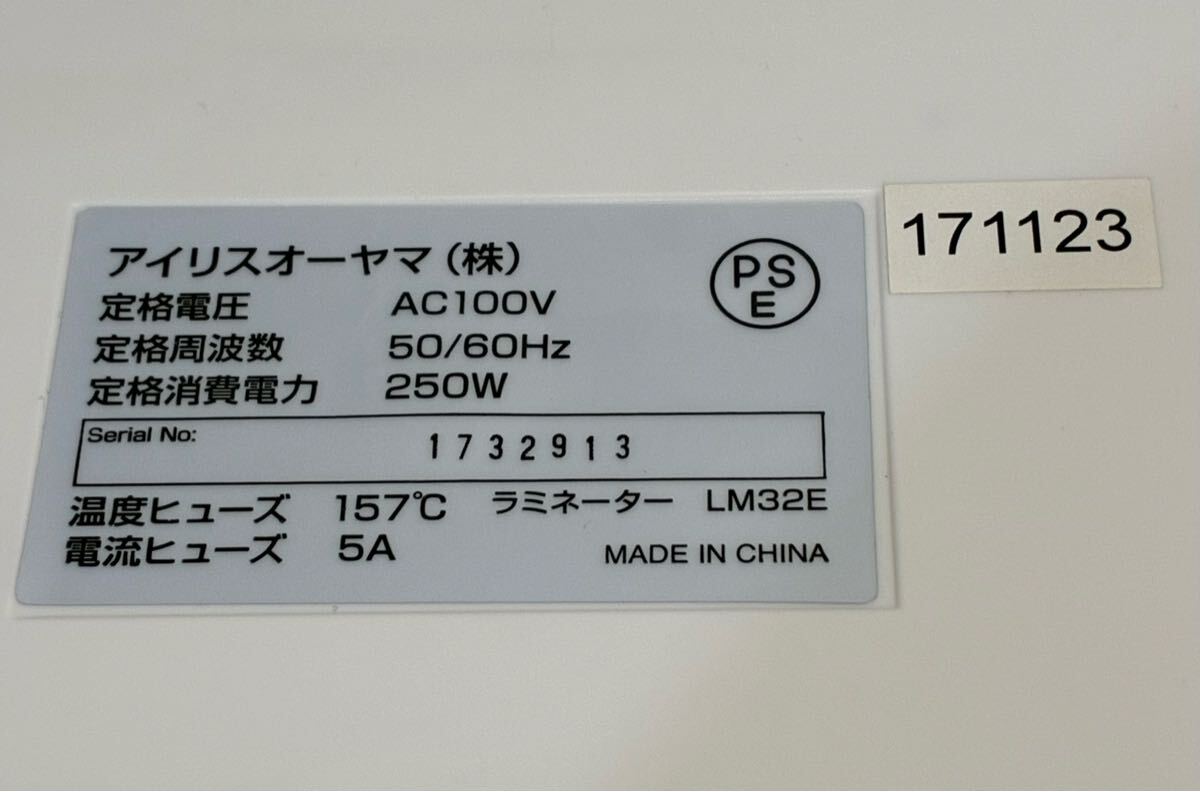 アイリスオーヤマ(株)
定格電圧 AC100V
定格周波数 50/60Hz
定格消費電力 250W
PS
E
171123
Serial No: 1732913
温度ヒューズ 157℃ ラミネーター LM32E
電流ヒューズ 5A MADE IN CHINA